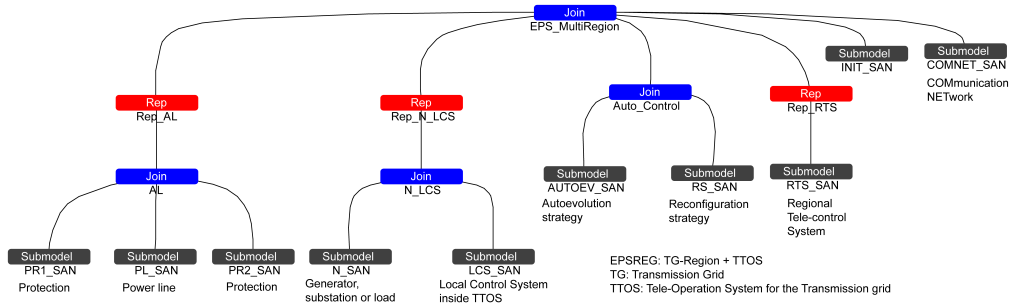 Join
EPS_MultiRegion
Submodel
INIT_SAN
Submodel
COMNET_SAN
COMmunication
NETwork
Rep
Rep_AL
Rep
Rep_N_LCS
Join
Auto_Control
Rep
Rep_RTS
Join
AL
Join
N_LCS
Submodel
AUTOEV_SAN
Autoevolution
strategy
Submodel
RS_SAN
Reconfiguration
strategy
Submodel
RTS_SAN
Regional
Tele-control
System
Submodel
PR1_SAN
Protection
Submodel
PL_SAN
Power line
Submodel
PR2_SAN
Protection
Submodel
N_SAN
Generator,
substation or load
Submodel
LCS_SAN
Local Control System
inside TTOS
EPSREG: TG-Region + TTOS
TG: Transmission Grid
TTOS: Tele-Operation System for the Transmission grid